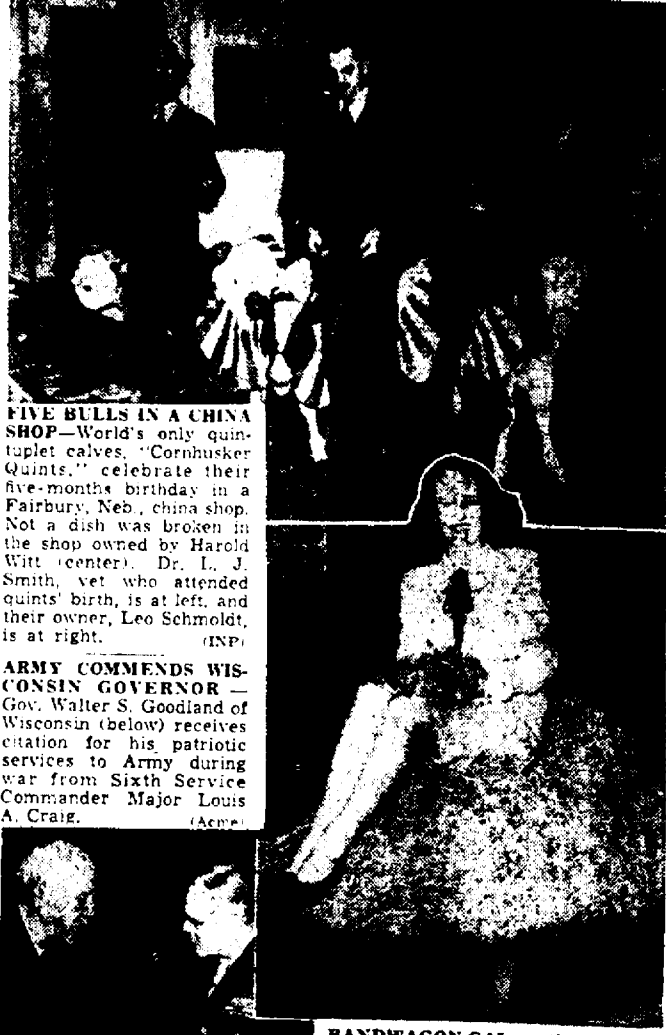 FIVE BULLS IN A CHINA
SHOP—World's only quin-
tuplet calves, "Cornhusker
Quints," celebrate their
five-months birthday in a
Fairbury, Neb., china shop.
Not a dish was broken in
the shop owned by Harold
Witt (center). Dr. L. J.
Smith, vet who attended
quints' birth, is at left, and
their owner, Leo Schmoldt,
is at right. (INP)
ARMY COMMENDS WIS-
CONSIN GOVERNOR —
Gov. Walter S. Goodland of
Wisconsin (below) receives
citation for his patriotic
services to Army during
war from Sixth Service
Commander Major Louis
A. Craig. (Acme)
BANDWAGON